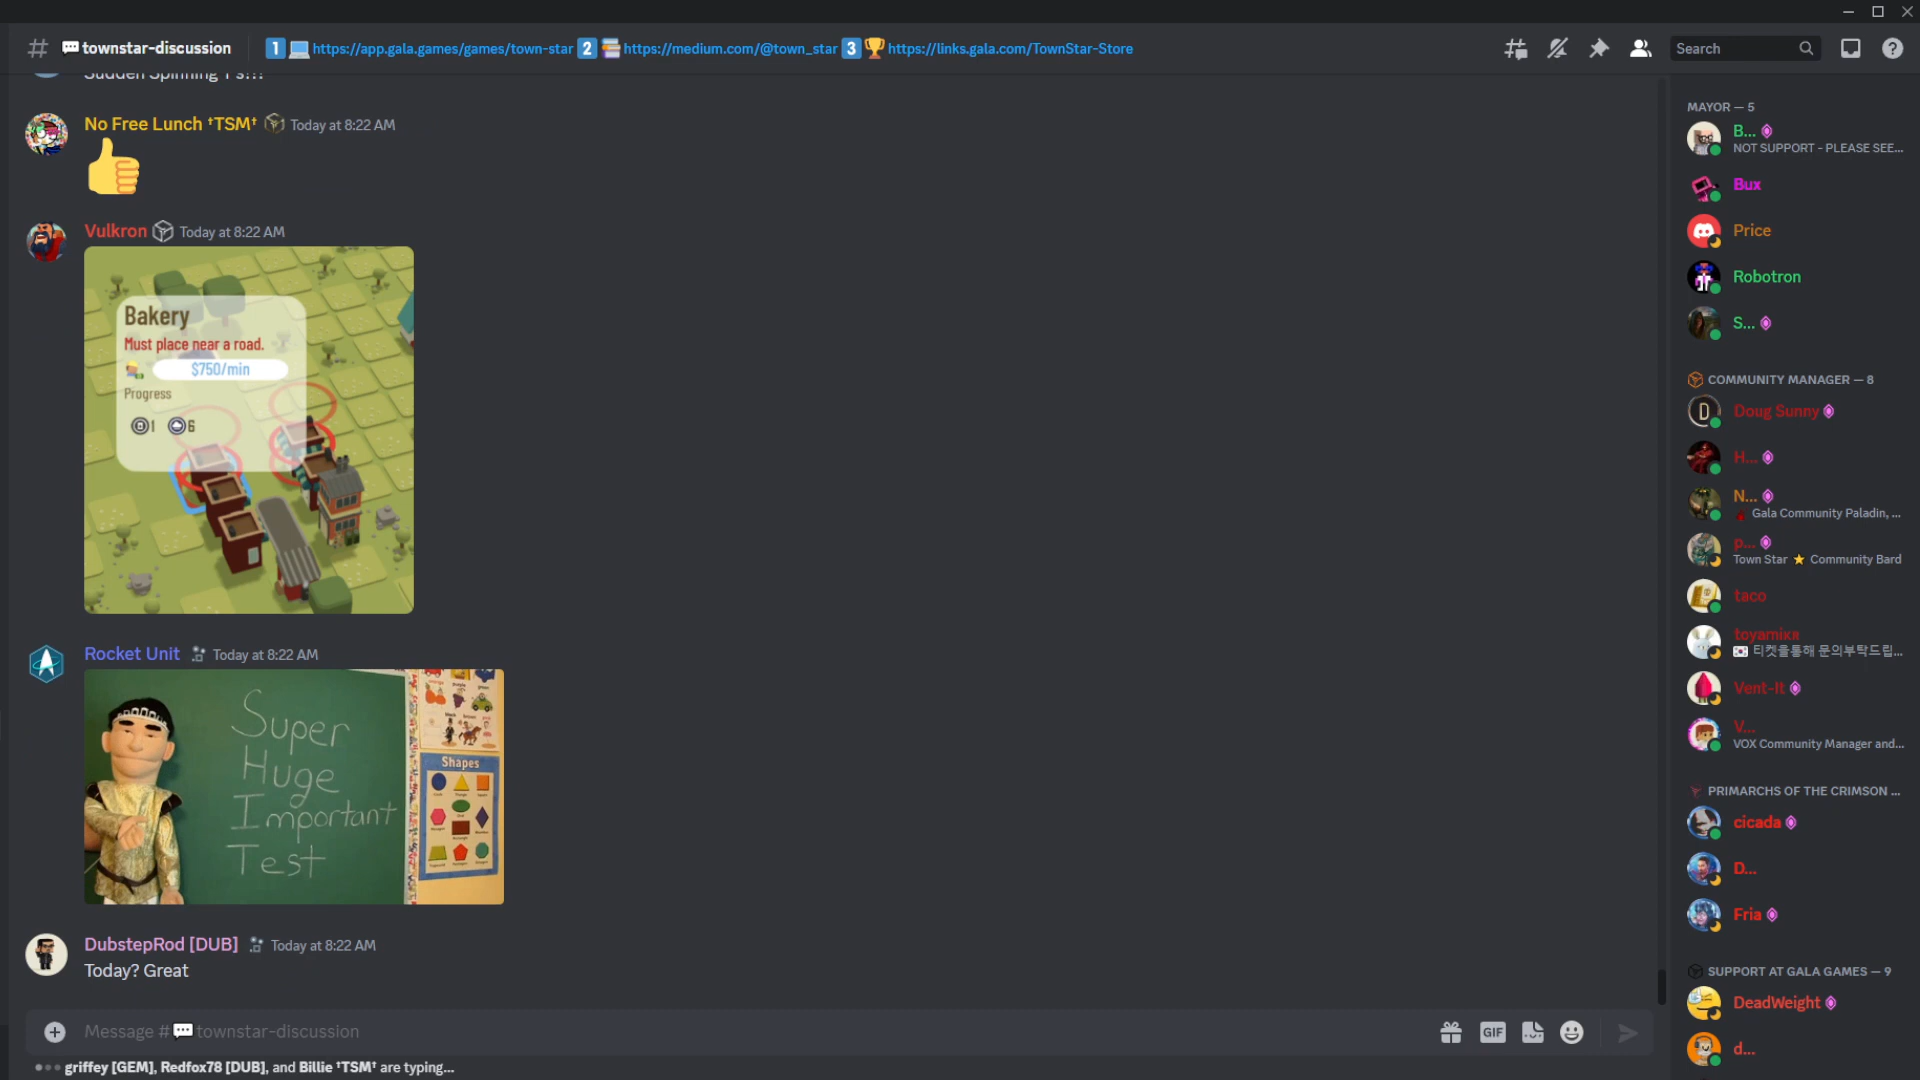 townstar-discussion
1 https://app.gala.games/games/town-star 2 https://medium.com/@town_star 3 https://links.gala.com/TownStar-Store
Search
No Free Lunch †TSM† Today at 8:22 AM
Vulkron Today at 8:22 AM
Bakery
Must place near a road.
$750/min
Progress
1 6
Rocket Unit Today at 8:22 AM
Super
Huge
Important
Test
Shapes
DubstepRod [DUB] Today at 8:22 AM
Today? Great
Message # townstar-discussion
GIF
griffey [GEM], Redfox78 [DUB], and Billie †TSM† are typing...
MAYOR — 5
B...
NOT SUPPORT - PLEASE SEE...
Bux
Price
Robotron
S...
COMMUNITY MANAGER — 8
D
Doug Sunny
H...
N...
Gala Community Paladin, ...
p...
Town Star ⭐ Community Bard
taco
toyamikя
티켓을통해 문의부탁드립...
Vent-It
V...
VOX Community Manager and...
PRIMARCHS OF THE CRIMSON ...
cicada
D...
Fria
SUPPORT AT GALA GAMES — 9
DeadWeight
d...